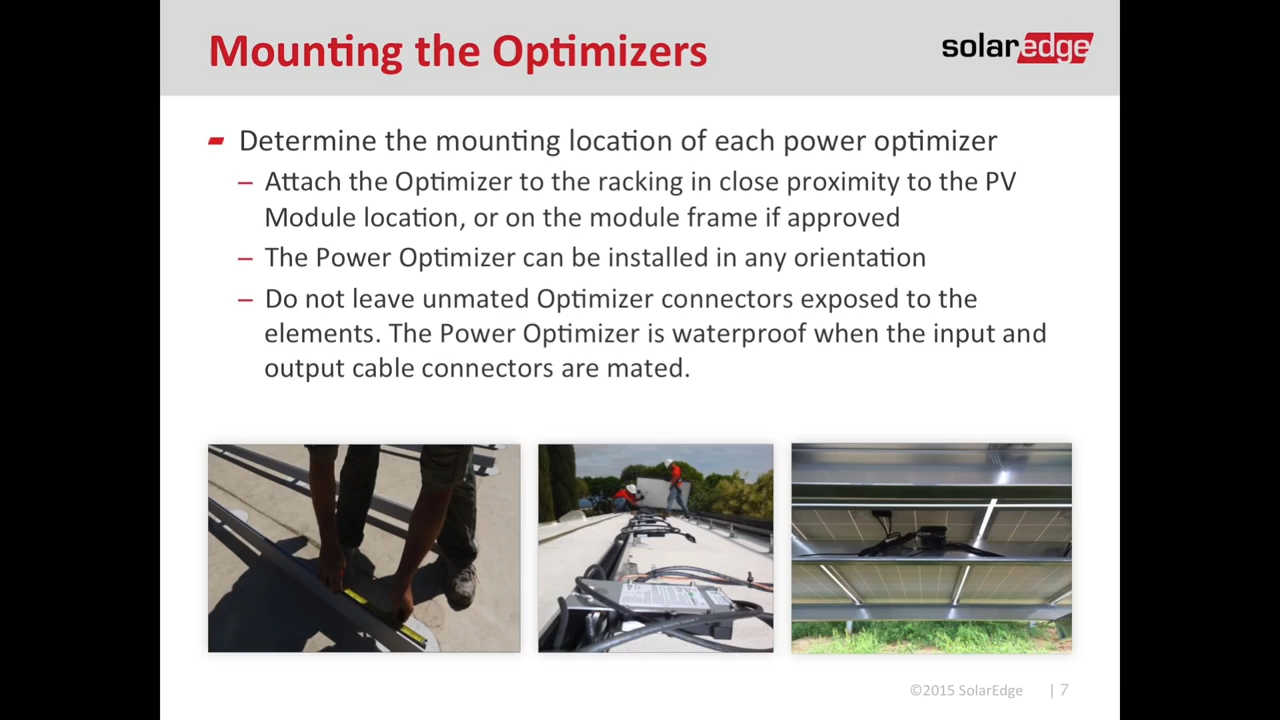 Mounting the Optimizers
solaredge
Determine the mounting location of each power optimizer
– Attach the Optimizer to the racking in close proximity to the PV
Module location, or on the module frame if approved
– The Power Optimizer can be installed in any orientation
– Do not leave unmated Optimizer connectors exposed to the
elements. The Power Optimizer is waterproof when the input and
output cable connectors are mated.
©2015 SolarEdge | 7